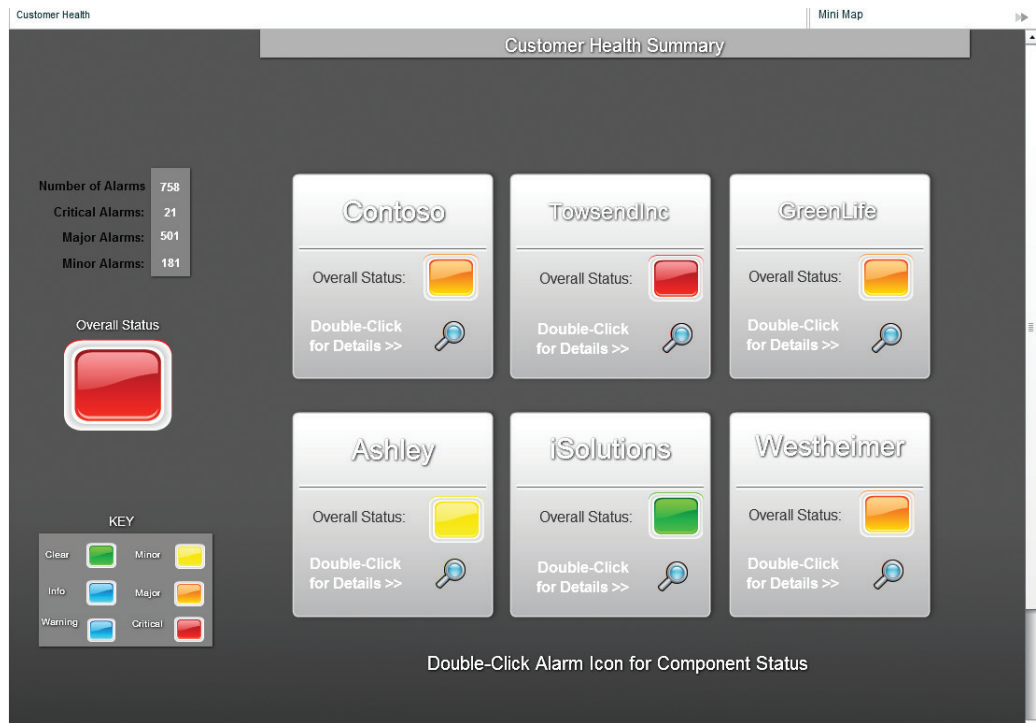 Customer Health
Mini Map
Customer Health Summary
Number of Alarms 758
Critical Alarms: 21
Major Alarms: 501
Minor Alarms: 181
Overall Status
KEY
Clear
Minor
Info
Major
Warning
Critical
Contoso
Overall Status:
Double-Click
for Details >>
TowsendInc
Overall Status:
Double-Click
for Details >>
GreenLife
Overall Status:
Double-Click
for Details >>
Ashley
Overall Status:
Double-Click
for Details >>
iSolutions
Overall Status:
Double-Click
for Details >>
Westheimer
Overall Status:
Double-Click
for Details >>
Double-Click Alarm Icon for Component Status